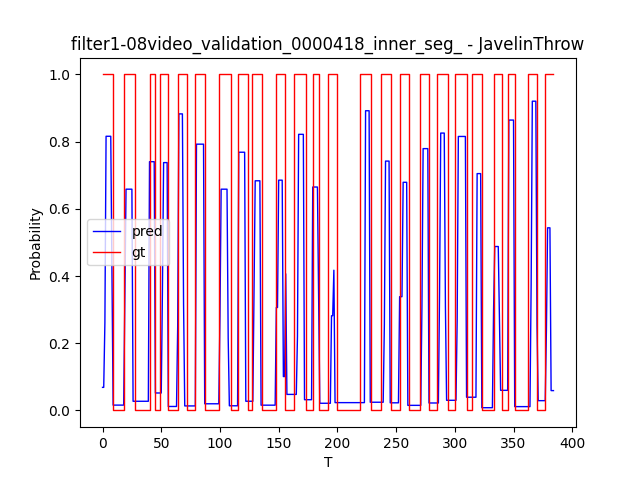 filter1-08video_validation_0000418_inner_seg_ - JavelinThrow
1.0
0.8
0.6
0.4
0.2
0.0
Probability
pred
gt
0 50 100 150 200 250 300 350 400
T